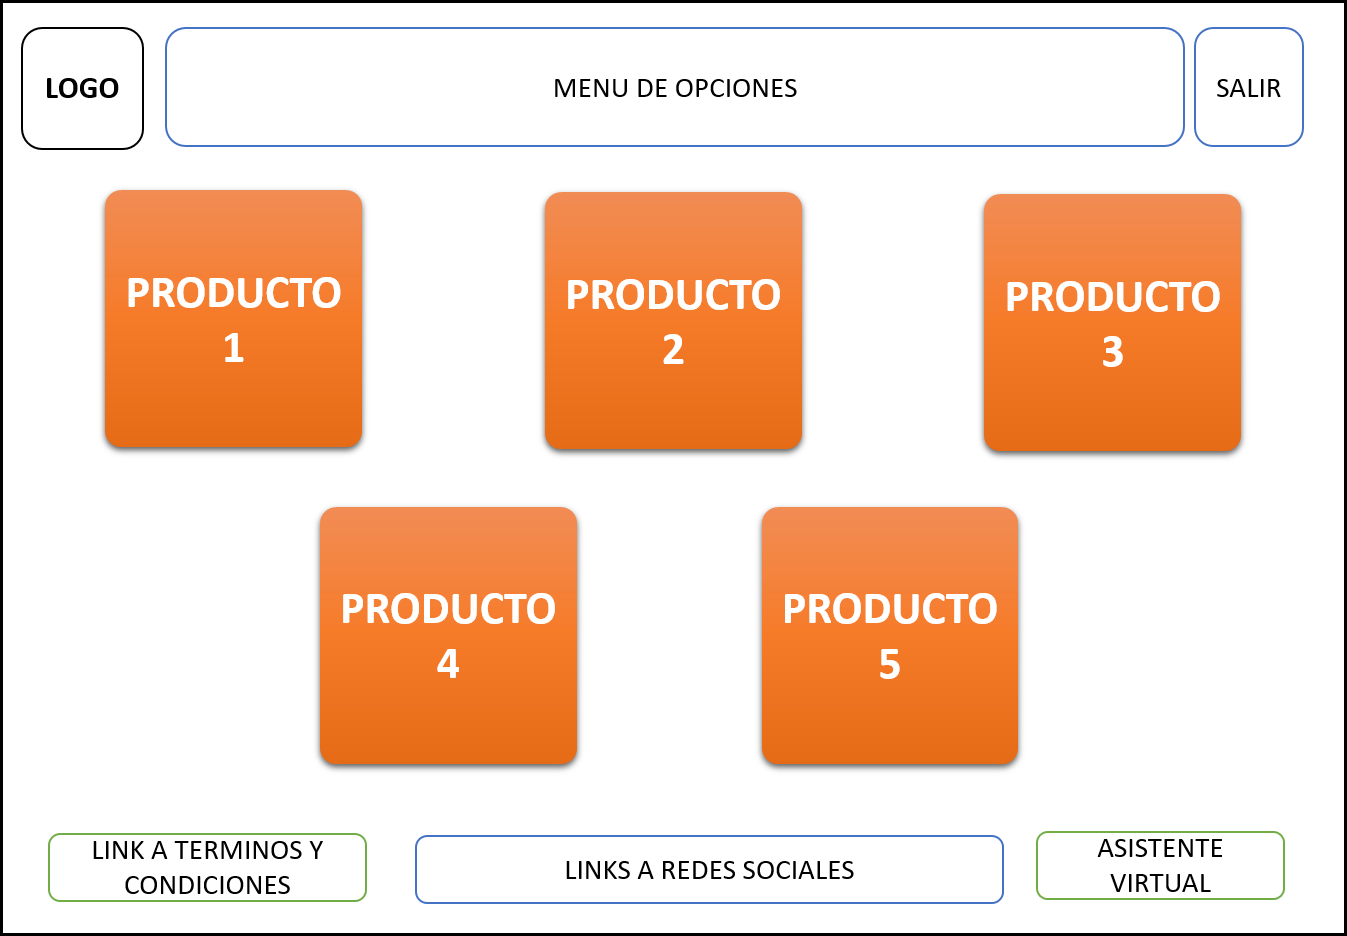 LOGO
MENU DE OPCIONES
SALIR
PRODUCTO
1
PRODUCTO
2
PRODUCTO
3
PRODUCTO
4
PRODUCTO
5
LINK A TERMINOS Y
CONDICIONES
LINKS A REDES SOCIALES
ASISTENTE
VIRTUAL